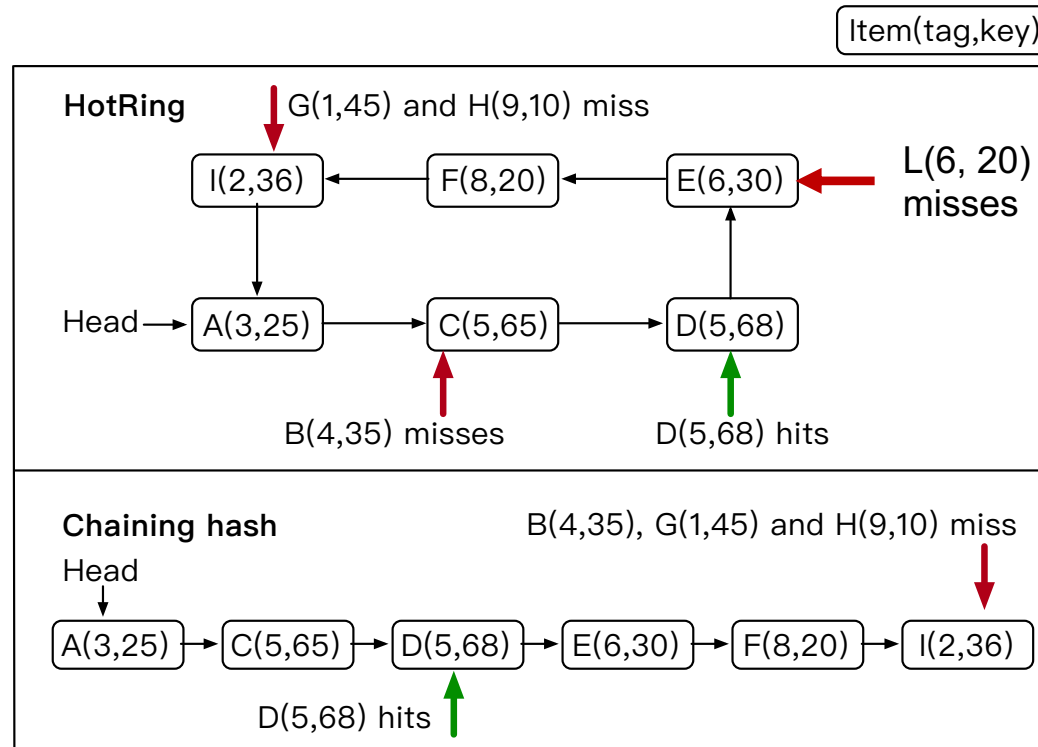 Item(tag,key)
HotRing
G(1,45) and H(9,10) miss
I(2,36)
F(8,20)
E(6,30)
L(6, 20)
misses
Head
A(3,25)
C(5,65)
D(5,68)
B(4,35) misses
D(5,68) hits
Chaining hash
B(4,35), G(1,45) and H(9,10) miss
Head
A(3,25)
C(5,65)
D(5,68)
E(6,30)
F(8,20)
I(2,36)
D(5,68) hits